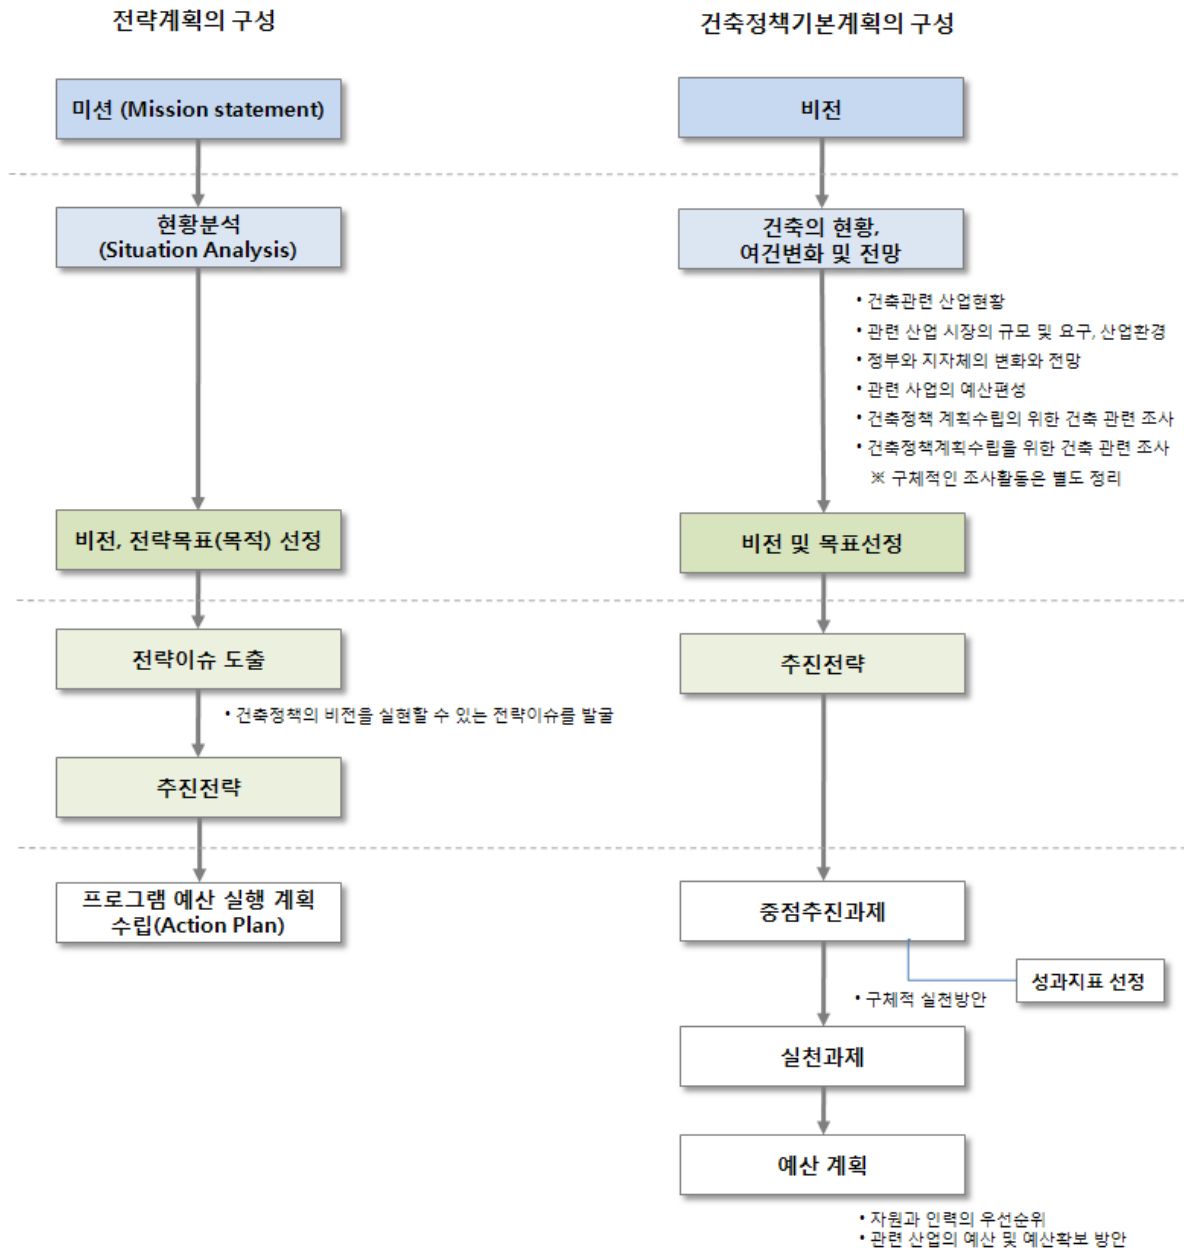 전략계획의 구성
건축정책기본계획의 구성
미션 (Mission statement)
비전
현황분석
(Situation Analysis)
건축의 현황,
여건변화 및 전망
• 건축관련 산업현황
• 관련 산업 시장의 규모 및 요구, 산업환경
• 정부와 지자체의 변화와 전망
• 관련 사업의 예산편성
• 건축정책 계획수립의 위한 건축 관련 조사
• 건축정책계획수립을 위한 건축 관련 조사
※ 구체적인 조사활동은 별도 정리
비전, 전략목표(목적) 선정
비전 및 목표선정
전략이슈 도출
추진전략
• 건축정책의 비전을 실현할 수 있는 전략이슈를 발굴
추진전략
프로그램 예산 실행 계획
수립(Action Plan)
중점추진과제
성과지표 선정
• 구체적 실천방안
실천과제
예산 계획
• 자원과 인력의 우선순위
• 관련 산업의 예산 및 예산확보 방안